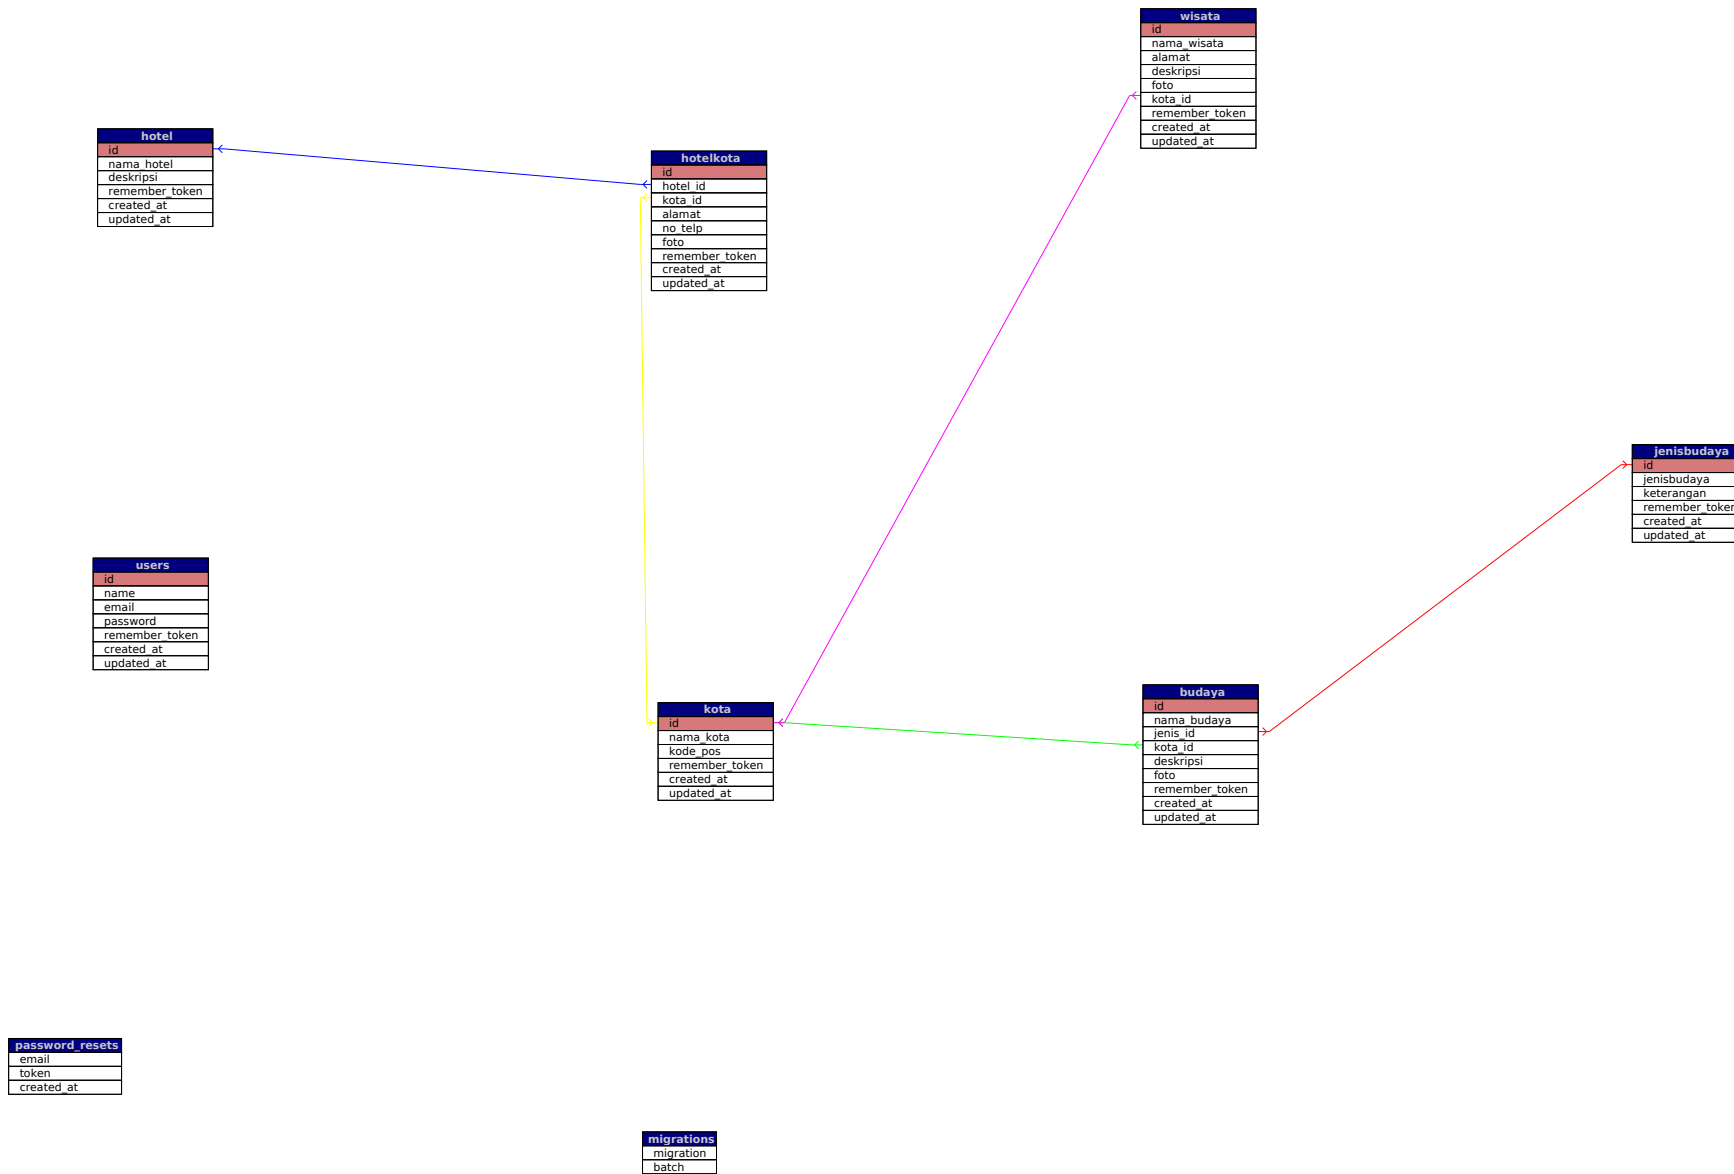 wisata
id
nama_wisata
alamat
deskripsi
foto
kota_id
remember_token
created_at
updated_at
hotel
id
nama_hotel
deskripsi
remember_token
created_at
updated_at
hotelkota
id
hotel_id
kota_id
alamat
no_telp
foto
remember_token
created_at
updated_at
jenisbudaya
id
jenisbudaya
keterangan
remember_token
created_at
updated_at
users
id
name
email
password
remember_token
created_at
updated_at
kota
id
nama_kota
kode_pos
remember_token
created_at
updated_at
budaya
id
nama_budaya
jenis_id
kota_id
deskripsi
foto
remember_token
created_at
updated_at
password_resets
email
token
created_at
migrations
migration
batch